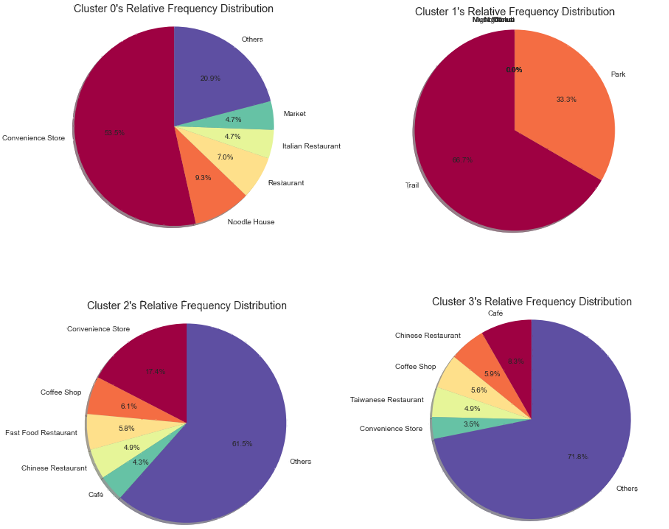 Cluster 0's Relative Frequency Distribution
Others
20.9%
Market
4.7%
Italian Restaurant
4.7%
Restaurant
7.0%
Noodle House
9.3%
Convenience Store
Cluster 1's Relative Frequency Distribution
Park
33.3%
Trail
66.7%
Cluster 2's Relative Frequency Distribution
Convenience Store
Coffee Shop
6.1%
Fast Food Restaurant
5.8%
Chinese Restaurant
4.9%
Café
4.3%
Others
61.5%
Cluster 3's Relative Frequency Distribution
Café
Chinese Restaurant
5.9%
Coffee Shop
5.6%
Taiwanese Restaurant
4.9%
Convenience Store
3.5%
Others
71.8%